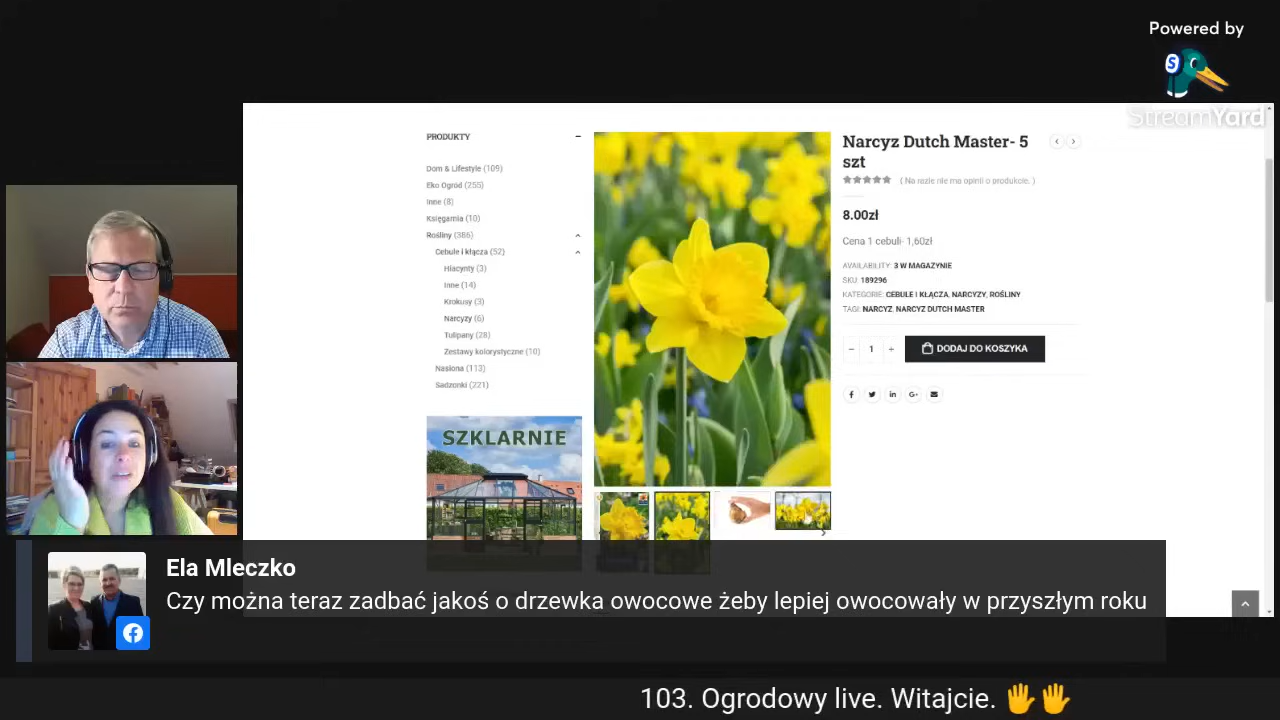 Powered by
S
StreamYard
PRODUKTY
Dom & Lifestyle (109)
Eko Ogród (255)
Inne (8)
Księgarnia (10)
Rośliny (386)
Cebule i kłącza (52)
Hiacynty (3)
Inne (14)
Krokusy (3)
Narcyzy (6)
Tulipany (28)
Zestawy kolorystyczne (10)
Nasiona (113)
Sadzonki (221)
SZKLARNIE
Narcyz Dutch Master- 5
szt
( Na razie nie ma opinii o produkcie. )
8.00zł
Cena 1 cebuli- 1,60zł
AVAILABILITY: 3 W MAGAZYNIE
SKU: 189296
KATEGORIE: CEBULE I KŁĄCZA, NARCYZY, ROŚLINY
TAGI: NARCYZ, NARCYZ DUTCH MASTER
− 1 + DODAJ DO KOSZYKA
Ela Mleczko
Czy można teraz zadbać jakoś o drzewka owocowe żeby lepiej owocowały w przyszłym roku
103. Ogrodowy live. Witajcie. 🖐🖐